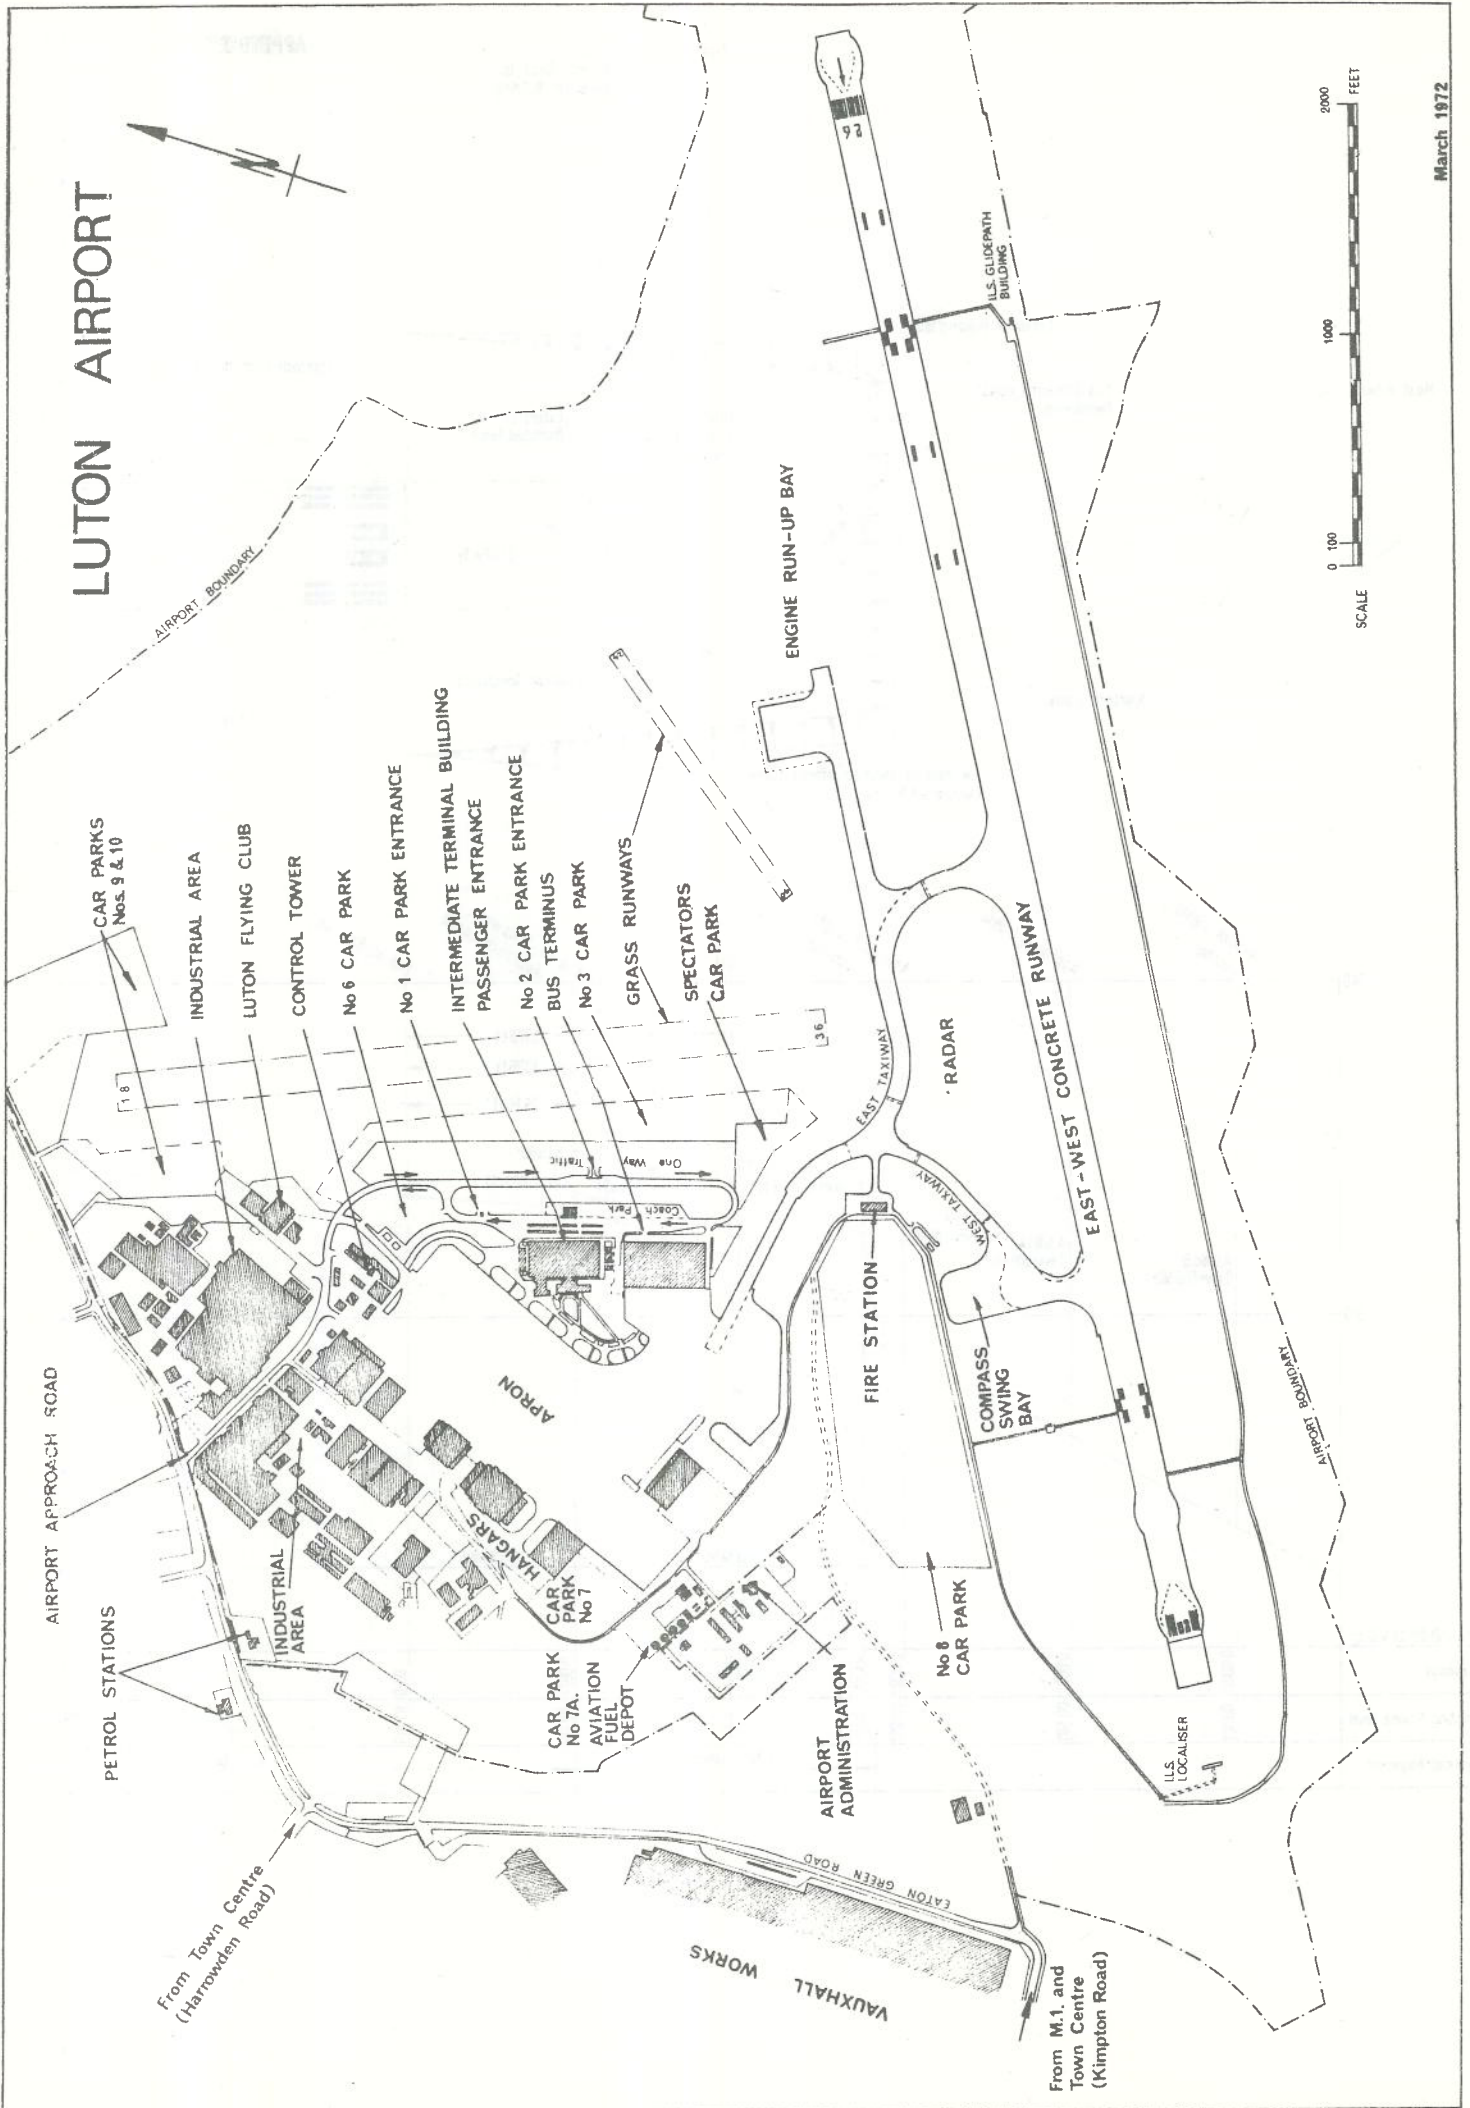 LUTON AIRPORT
N
AIRPORT BOUNDARY
AIRPORT APPROACH ROAD
PETROL STATIONS
From Town Centre
(Harrowden Road)
INDUSTRIAL
AREA
CAR PARKS
Nos. 9 & 10
INDUSTRIAL AREA
LUTON FLYING CLUB
CONTROL TOWER
No 6 CAR PARK
No 1 CAR PARK ENTRANCE
INTERMEDIATE TERMINAL BUILDING
PASSENGER ENTRANCE
No 2 CAR PARK ENTRANCE
BUS TERMINUS
No 3 CAR PARK
GRASS RUNWAYS
SPECTATORS
CAR PARK
18
36
One Way Traffic
Coach Park
APRON
HANGARS
CAR
PARK
No 7
CAR PARK
No 7A.
AVIATION
FUEL
DEPOT
AIRPORT
ADMINISTRATION
No 8
CAR PARK
FIRE STATION
COMPASS
SWING
BAY
WEST TAXIWAY
EAST TAXIWAY
RADAR
ENGINE RUN-UP BAY
EAST-WEST CONCRETE RUNWAY
26
I.L.S. GLIDEPATH
BUILDING
I.L.S.
LOCALISER
AIRPORT BOUNDARY
EATON GREEN ROAD
VAUXHALL WORKS
From M.1. and
Town Centre
(Kimpton Road)
SCALE
0 100 1000 2000 FEET
March 1972